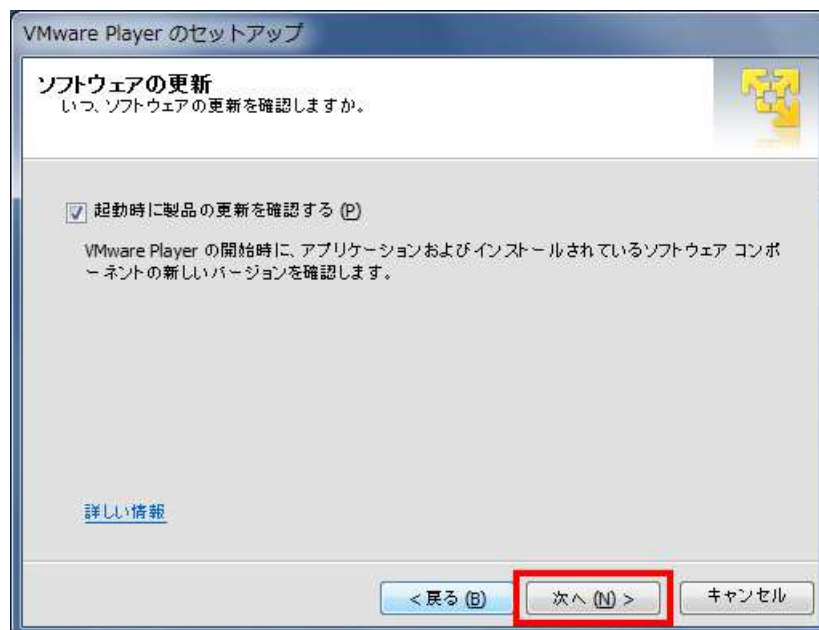 VMware Player のセットアップ
ソフトウェアの更新
いつ、ソフトウェアの更新を確認しますか。
起動時に製品の更新を確認する (P)
VMware Player の開始時に、アプリケーションおよびインストールされているソフトウェア コンポ
ーネントの新しいバージョンを確認します。
詳しい情報
< 戻る (B)
次へ (N) >
キャンセル